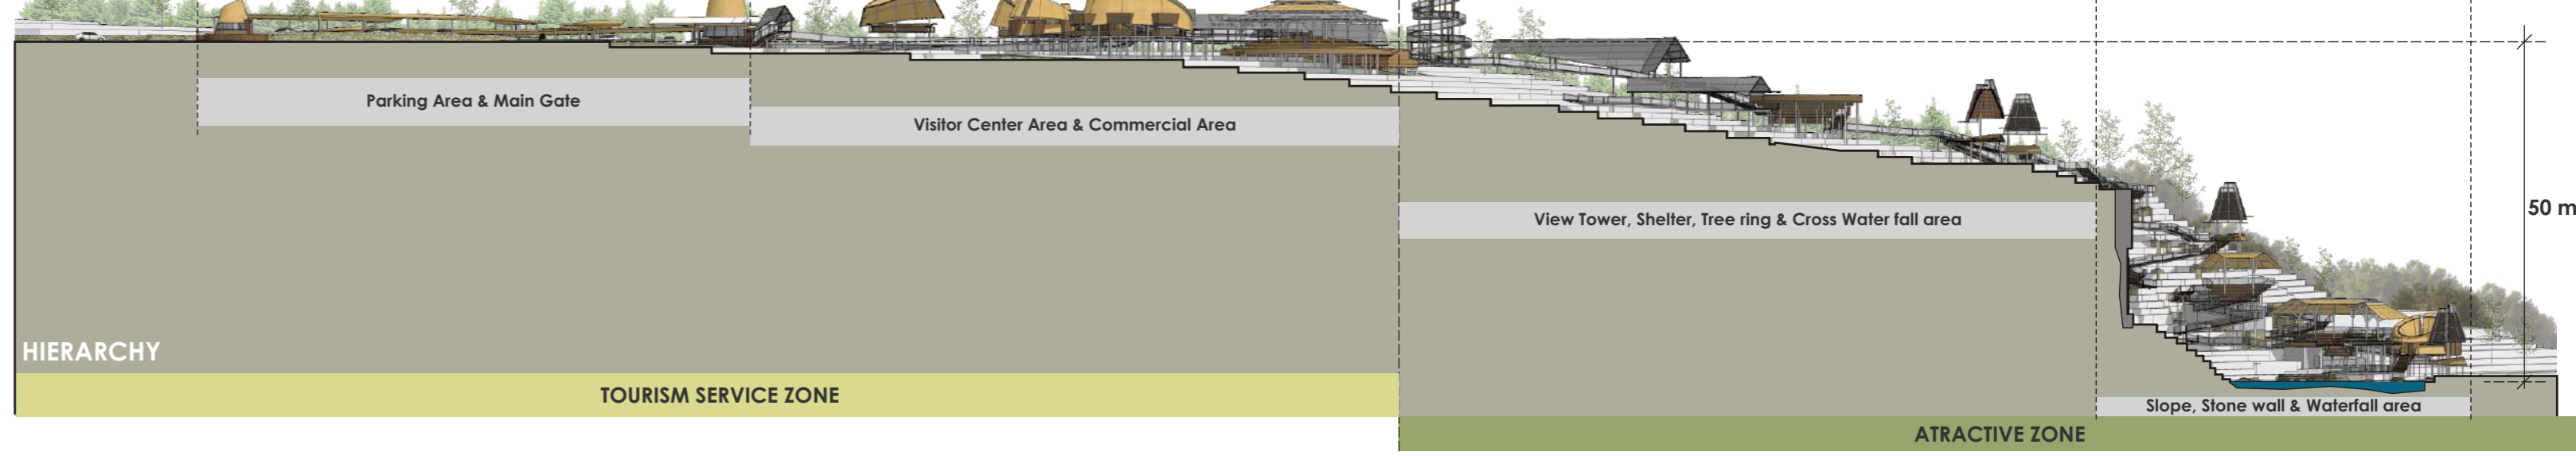 Parking Area & Main Gate
Visitor Center Area & Commercial Area
View Tower, Shelter, Tree ring & Cross Water fall area
50 m
HIERARCHY
TOURISM SERVICE ZONE
Slope, Stone wall & Waterfall area
ATRACTIVE ZONE